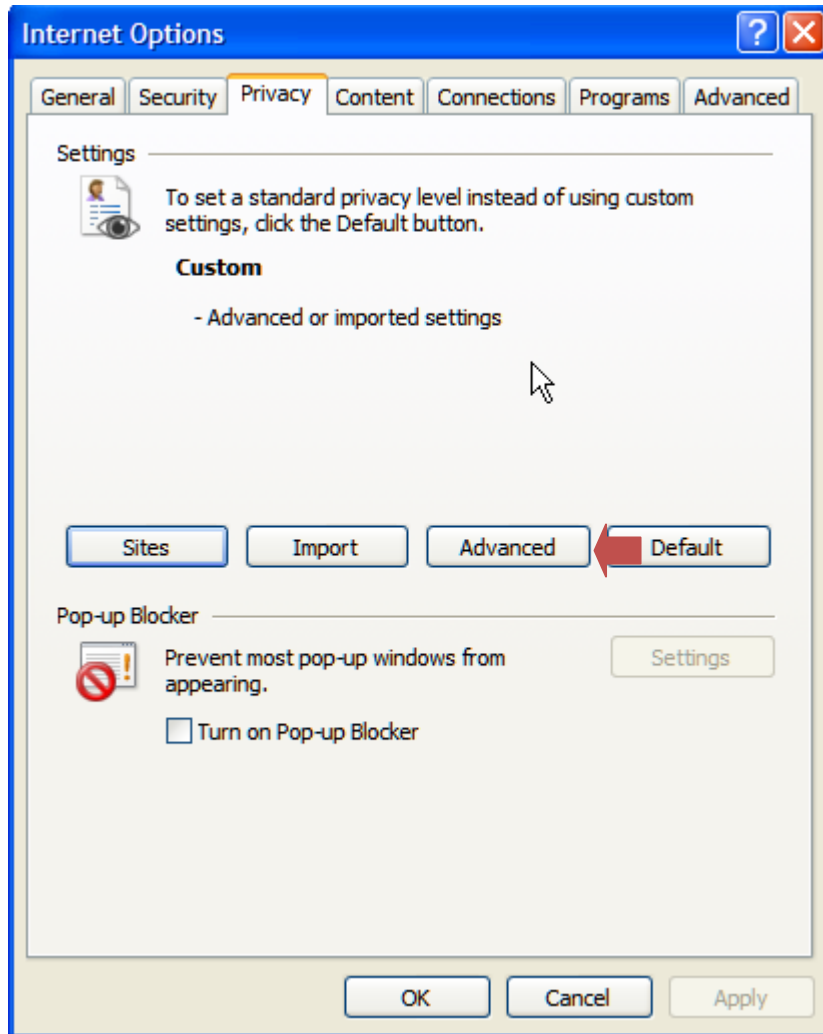 Internet Options
?
General Security Privacy Content Connections Programs Advanced
Settings
To set a standard privacy level instead of using custom
settings, click the Default button.
Custom
- Advanced or imported settings
Sites Import Advanced Default
Pop-up Blocker
Prevent most pop-up windows from
appearing.
Settings
Turn on Pop-up Blocker
OK Cancel Apply